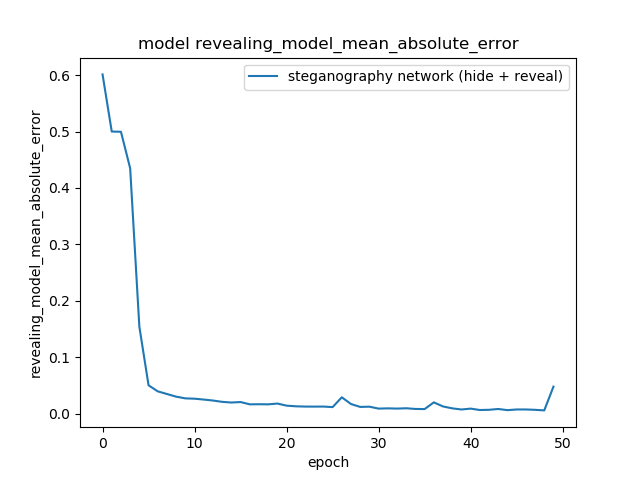 model revealing_model_mean_absolute_error
steganography network (hide + reveal)
revealing_model_mean_absolute_error
0.6
0.5
0.4
0.3
0.2
0.1
0.0
0 10 20 30 40 50
epoch